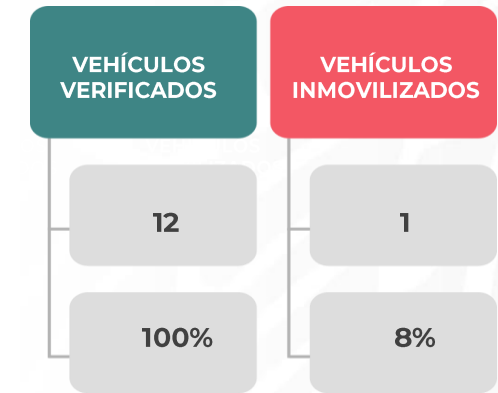 VEHÍCULOS
VERIFICADOS
VEHÍCULOS
INMOVILIZADOS
12
1
100%
8%